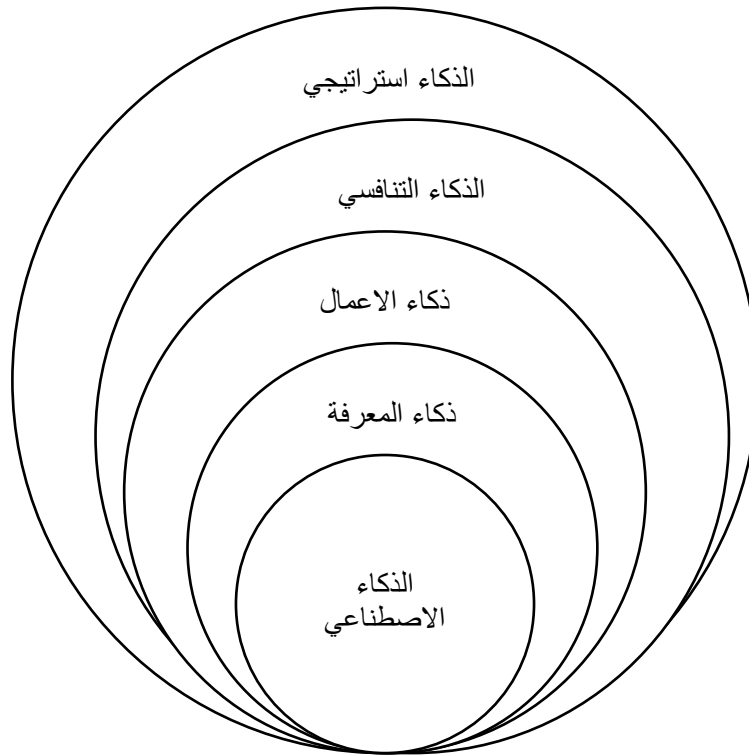 الذكاء استراتيجي
الذكاء التنافسي
ذكاء الاعمال
ذكاء المعرفة
الذكاء
الاصطناعي